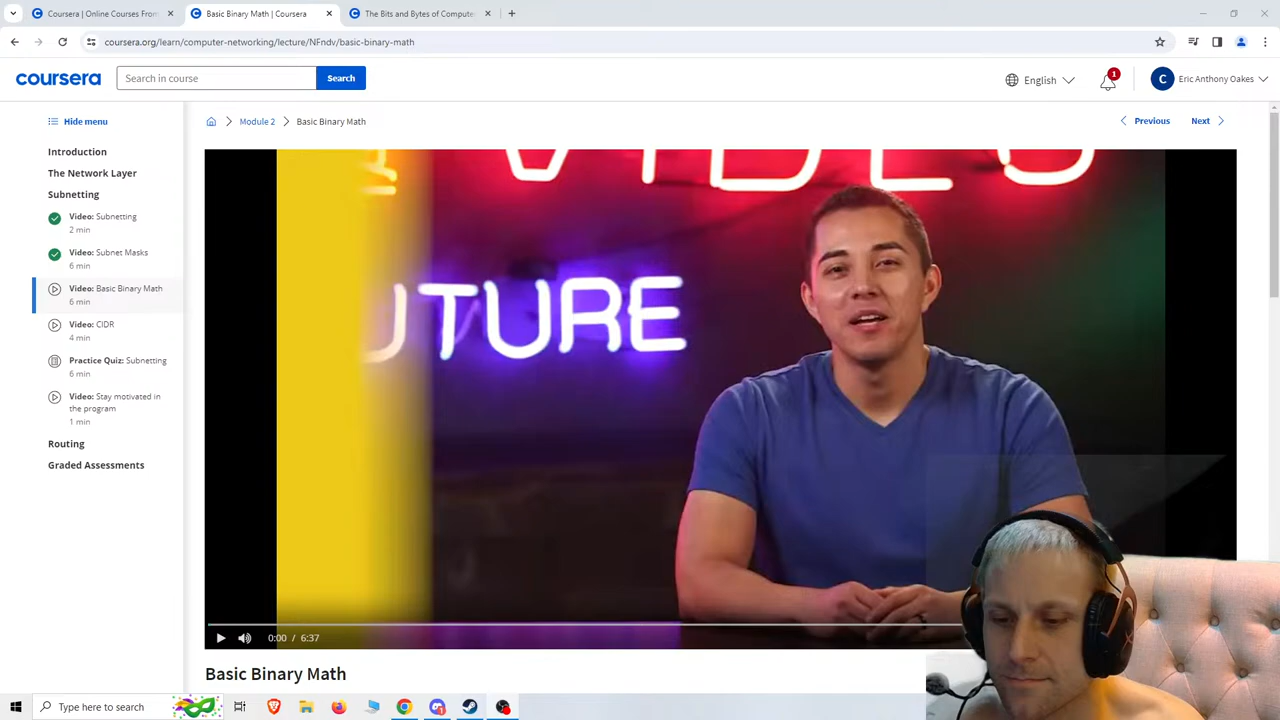 Coursera | Online Courses From
Basic Binary Math | Coursera
The Bits and Bytes of Compute
coursera.org/learn/computer-networking/lecture/NFndv/basic-binary-math
coursera
Search in course
Search
English
1
C
Eric Anthony Oakes
Hide menu
Module 2
Basic Binary Math
Previous
Next
Introduction
The Network Layer
Subnetting
Video: Subnetting
2 min
Video: Subnet Masks
6 min
Video: Basic Binary Math
6 min
Video: CIDR
4 min
Practice Quiz: Subnetting
6 min
Video: Stay motivated in
the program
1 min
Routing
Graded Assessments
VIDEO
UTURE
0:00 / 6:37
Basic Binary Math
Type here to search